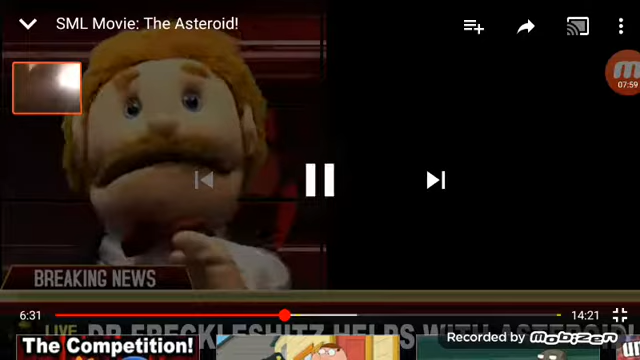 SML Movie: The Asteroid!
07:59
BREAKING NEWS
6:31
14:21
LIVE DR FRECKLESHITZ HELPS WITH ASTEROID!
Recorded by mobizen
The Competition!